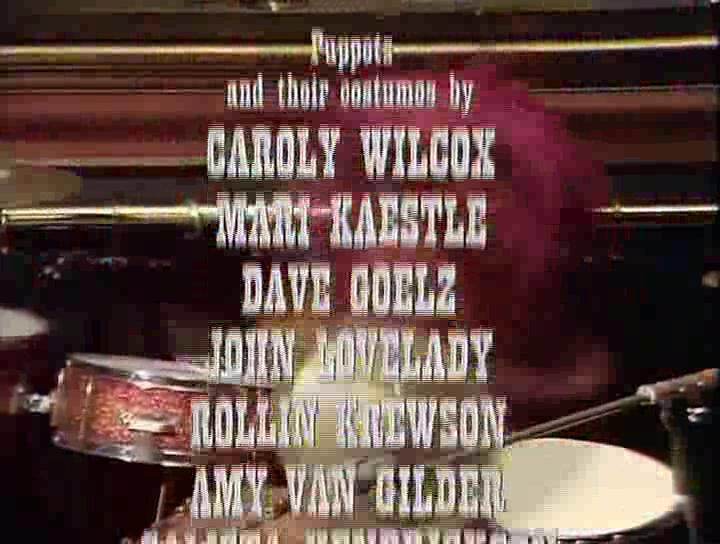 Puppets
and their costumes by
CAROLY WILCOX
MARI KAESTLE
DAVE GOELZ
JOHN LOVELADY
ROLLIN KREWSON
AMY VAN GILDER